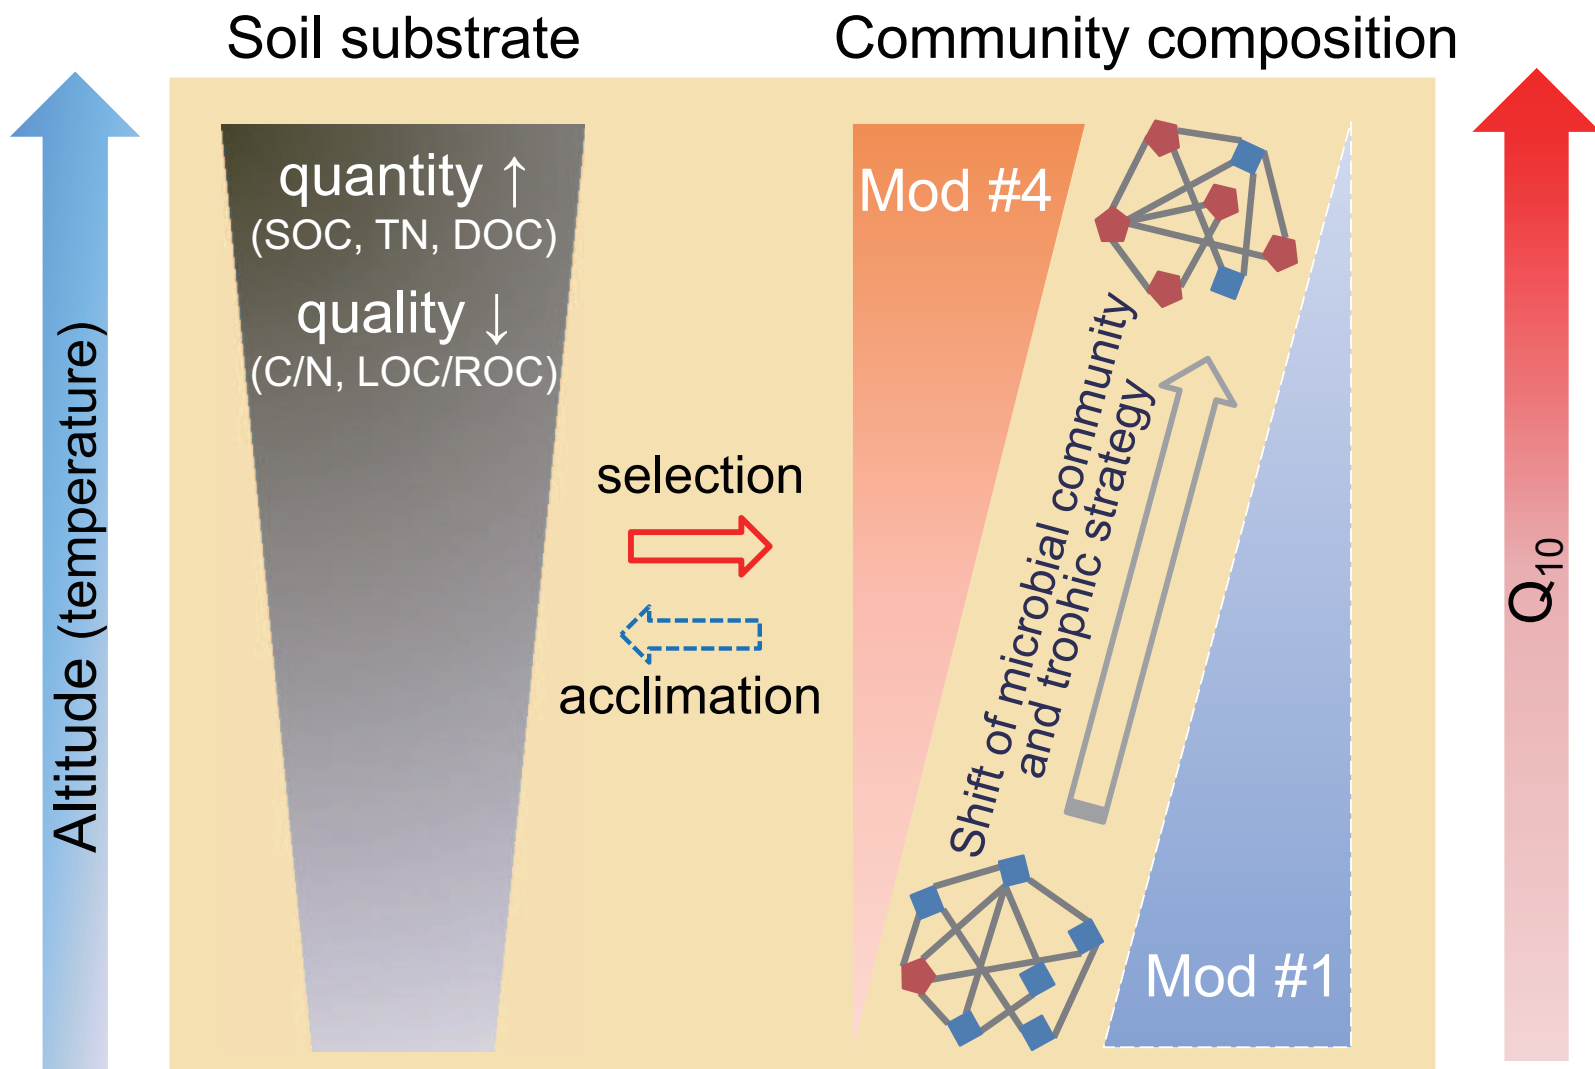 Soil substrate
Community composition
quantity ↑
(SOC, TN, DOC)
quality ↓
(C/N, LOC/ROC)
Mod #4
selection
acclimation
Shift of microbial community
and trophic strategy
Mod #1
Altitude (temperature)
Q₁₀